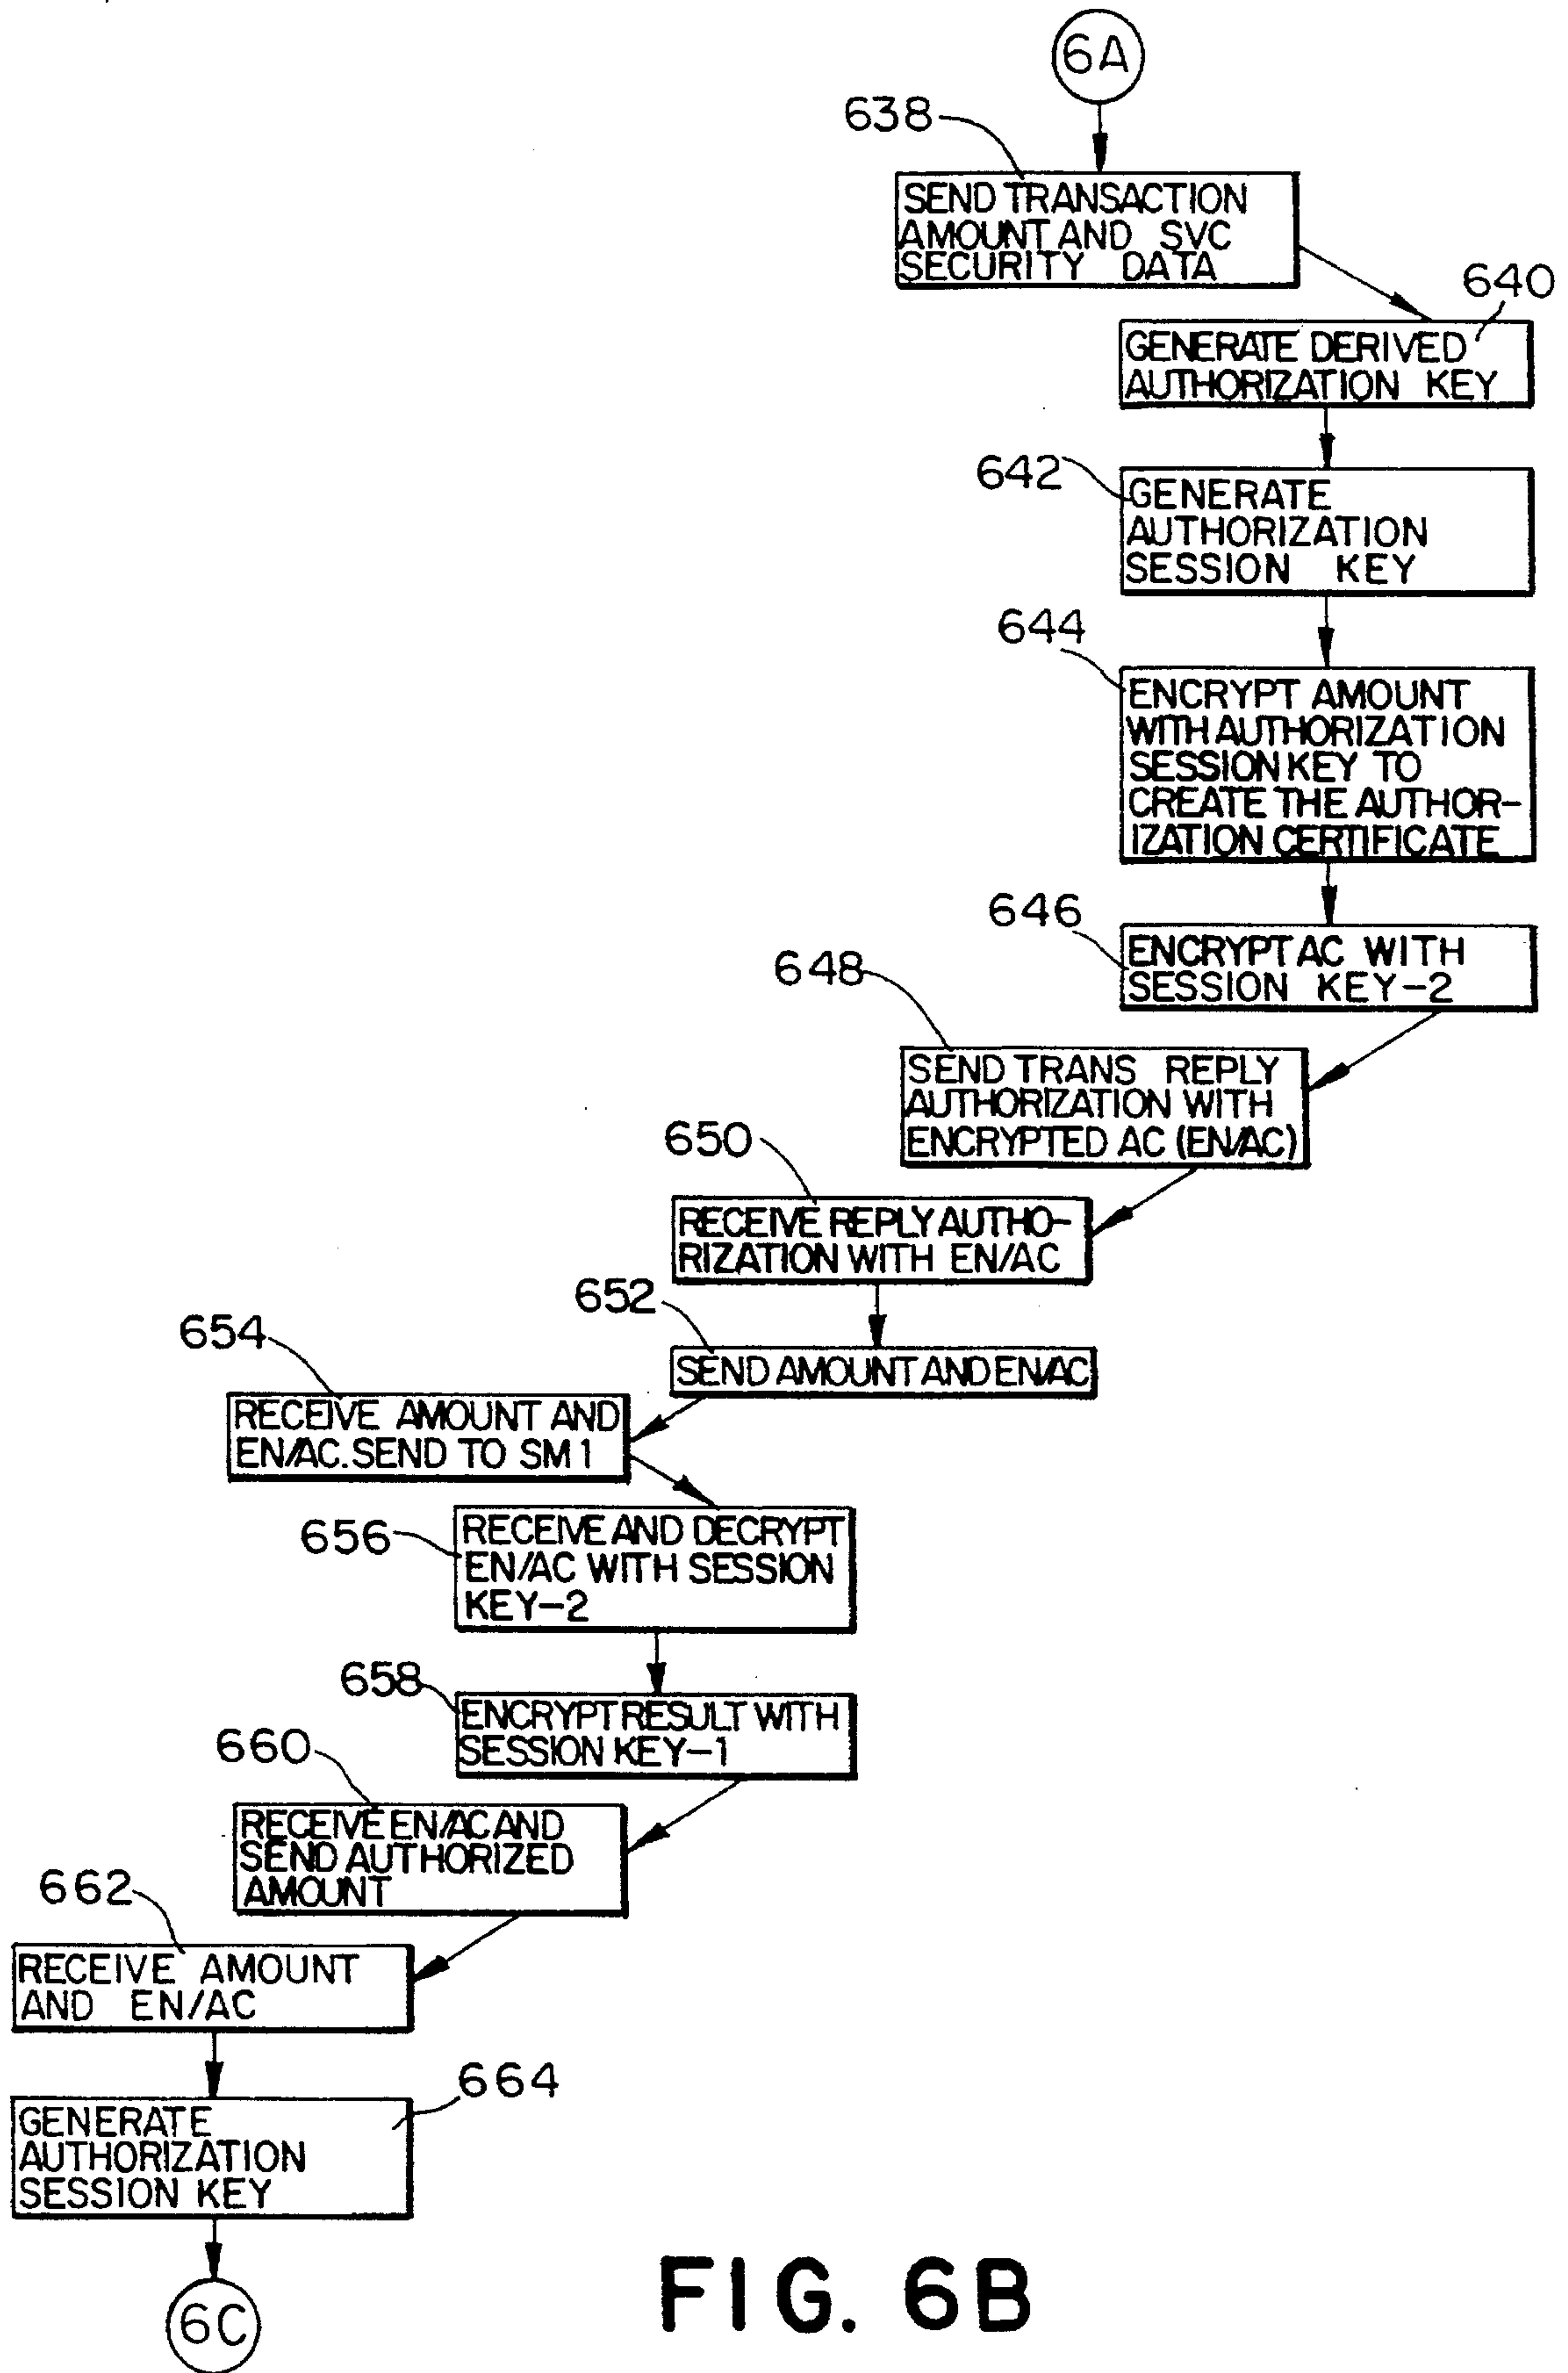 6A
638
SEND TRANSACTION
AMOUNT AND SVC
SECURITY DATA
640
GENERATE DERIVED
AUTHORIZATION KEY
642
GENERATE
AUTHORIZATION
SESSION KEY
644
ENCRYPT AMOUNT
WITH AUTHORIZATION
SESSION KEY TO
CREATE THE AUTHOR-
IZATION CERTIFICATE
646
ENCRYPT AC WITH
SESSION KEY-2
648
SEND TRANS REPLY
AUTHORIZATION WITH
ENCRYPTED AC (EN/AC)
650
RECEIVE REPLY AUTHO-
RIZATION WITH EN/AC
652
SEND AMOUNT AND EN/AC
654
RECEIVE AMOUNT AND
EN/AC. SEND TO SM1
656
RECEIVE AND DECRYPT
EN/AC WITH SESSION
KEY-2
658
ENCRYPT RESULT WITH
SESSION KEY-1
660
RECEIVE EN/AC AND
SEND AUTHORIZED
AMOUNT
662
RECEIVE AMOUNT
AND EN/AC
664
GENERATE
AUTHORIZATION
SESSION KEY
6C
FIG. 6B